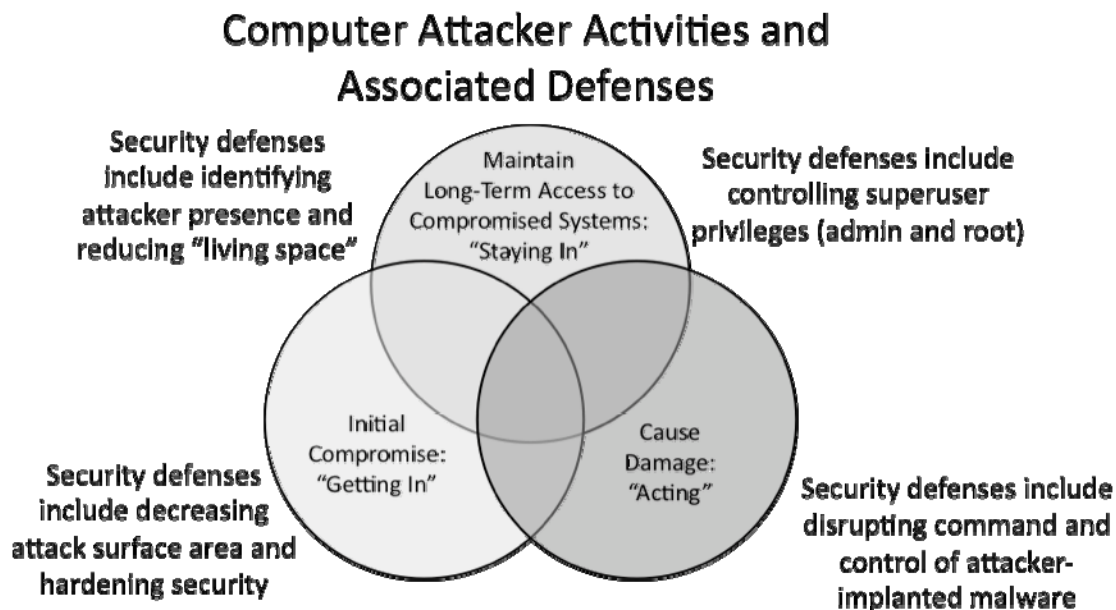 Computer Attacker Activities and
Associated Defenses
Security defenses
include identifying
attacker presence and
reducing “living space”
Maintain
Long-Term Access to
Compromised Systems:
“Staying In”
Security defenses include
controlling superuser
privileges (admin and root)
Initial
Compromise:
“Getting In”
Cause
Damage:
“Acting”
Security defenses
include decreasing
attack surface area and
hardening security
Security defenses include
disrupting command and
control of attacker-
implanted malware